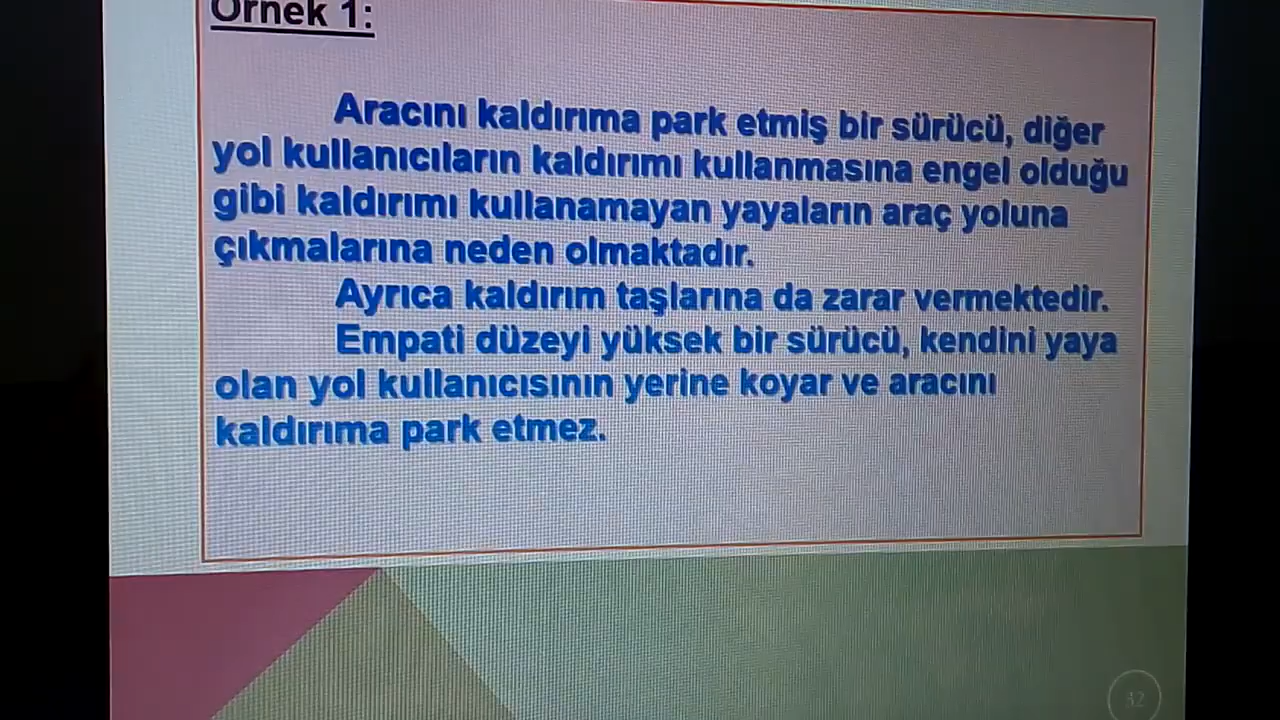 Örnek 1:
Aracını kaldırıma park etmiş bir sürücü, diğer
yol kullanıcıların kaldırımı kullanmasına engel olduğu
gibi kaldırımı kullanamayan yayaların araç yoluna
çıkmalarına neden olmaktadır.
Ayrıca kaldırım taşlarına da zarar vermektedir.
Empati düzeyi yüksek bir sürücü, kendini yaya
olan yol kullanıcısının yerine koyar ve aracını
kaldırıma park etmez.
32